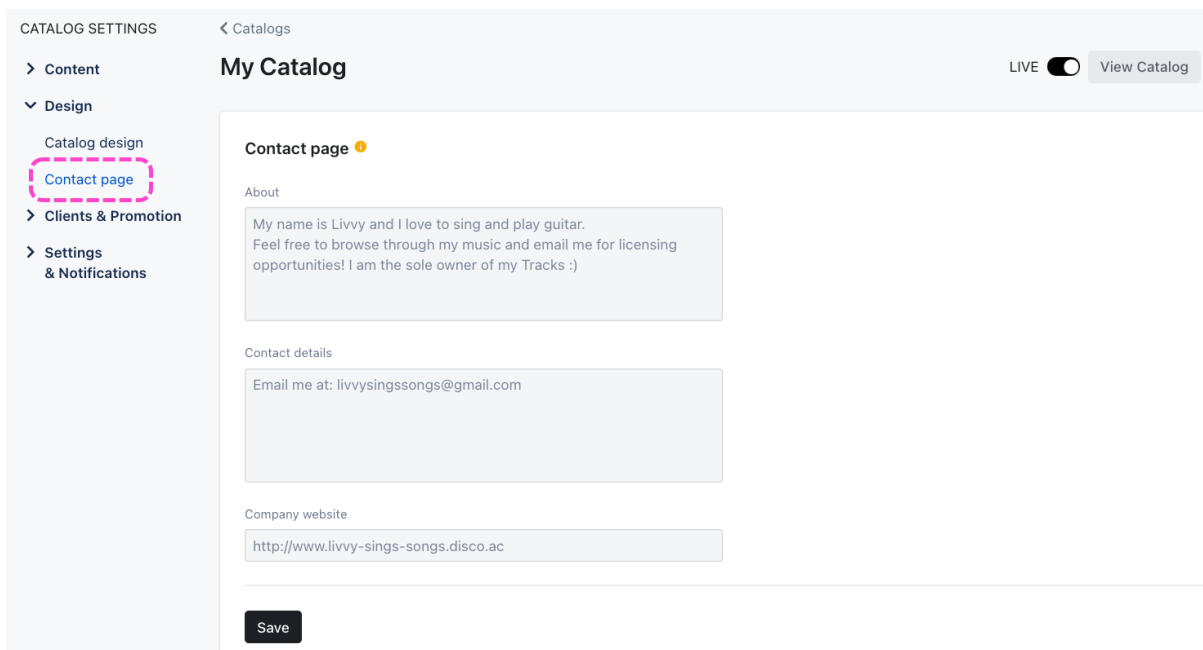 CATALOG SETTINGS
Content
Design
Catalog design
Contact page
Clients & Promotion
Settings
& Notifications
Catalogs
My Catalog
LIVE
View Catalog
Contact page
About
My name is Livvy and I love to sing and play guitar.
Feel free to browse through my music and email me for licensing
opportunities! I am the sole owner of my Tracks :)
Contact details
Email me at: livvysingssongs@gmail.com
Company website
http://www.livvy-sings-songs.disco.ac
Save